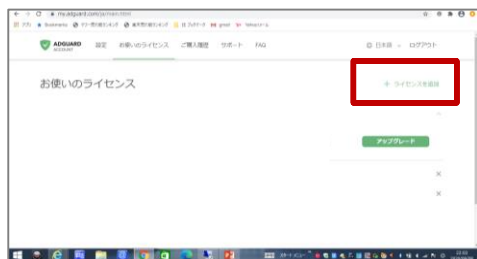 my.adguard.com/ja/main.html
ADGUARD
ACCOUNT
設定 お使いのライセンス ご購入履歴 サポート FAQ
日本語 ログアウト
お使いのライセンス
+ ライセンスを追加
アップグレード